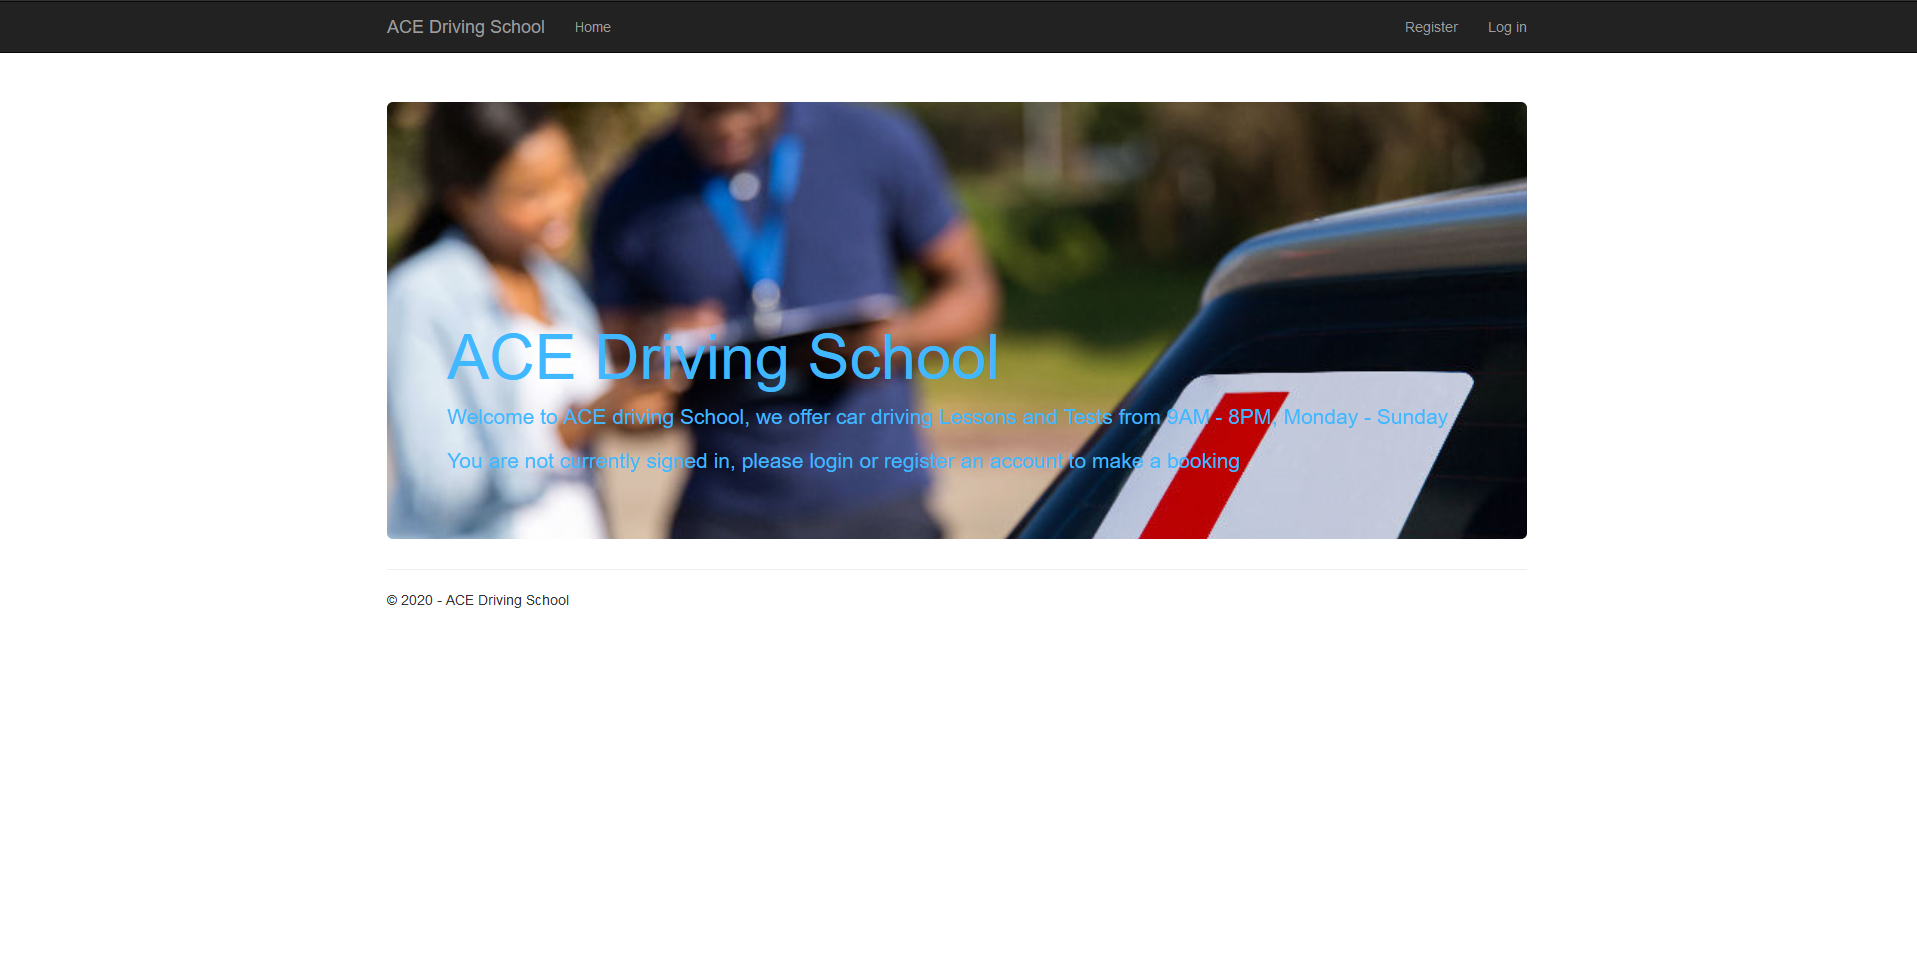 ACE Driving School Home Register Log in
ACE Driving School
Welcome to ACE driving School, we offer car driving Lessons and Tests from 9AM - 8PM, Monday - Sunday
You are not currently signed in, please login or register an account to make a booking
© 2020 - ACE Driving School